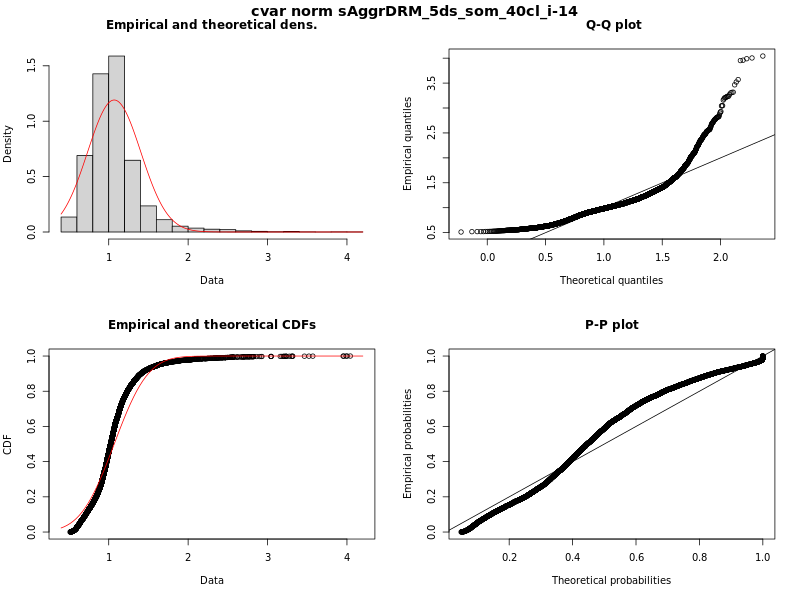 cvar norm sAggrDRM_5ds_som_40cl_i-14
Empirical and theoretical dens.
Density
0.0 0.5 1.0 1.5
1 2 3 4
Data
Q-Q plot
Empirical quantiles
0.5 1.5 2.5 3.5
0.0 0.5 1.0 1.5 2.0
Theoretical quantiles
Empirical and theoretical CDFs
CDF
0.0 0.2 0.4 0.6 0.8 1.0
1 2 3 4
Data
P-P plot
Empirical probabilities
0.0 0.2 0.4 0.6 0.8 1.0
0.2 0.4 0.6 0.8 1.0
Theoretical probabilities